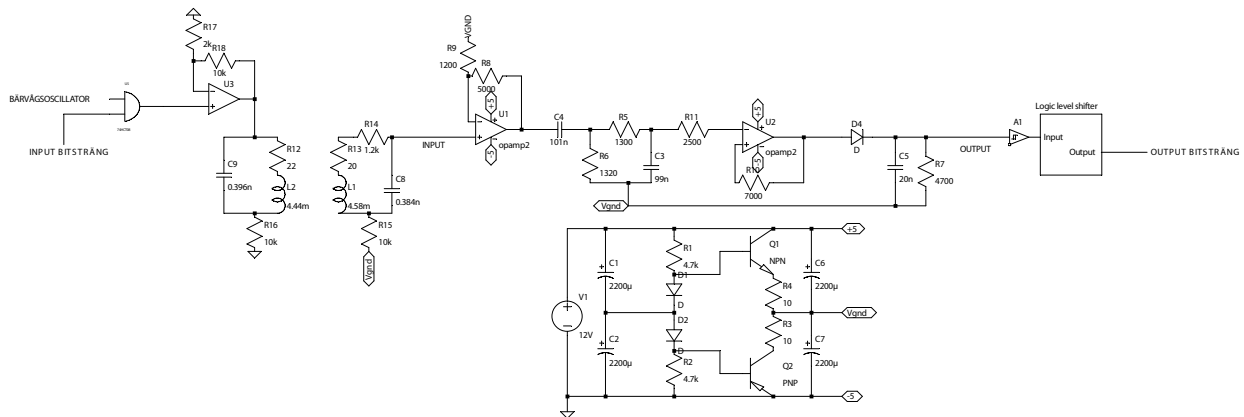 R17
2k
R18
10k
U3
BÄRVÅGSOSCILLATOR
INPUT BITSTRÄNG
C9
0.396n
R12
22
L2
4.44m
R16
10k
R14
1.2k
R13
20
L1
4.58m
C8
0.384n
R15
10k
Vgnd
INPUT
VGND
R9
1200
R8
5000
+5
U1
-5
opamp2
C4
101n
R6
1320
R5
1300
C3
99n
R11
2500
Vgnd
+5
U2
-5
opamp2
R10
7000
D4
D
C5
20n
R7
4700
OUTPUT
A1
Logic level shifter
Input
Output
OUTPUT BITSTRÄNG
V1
12V
C1
2200µ
C2
2200µ
R1
4.7k
D1
D
D2
D
R2
4.7k
Q1
NPN
R4
10
R3
10
Q2
PNP
C6
2200µ
C7
2200µ
+5
Vgnd
-5